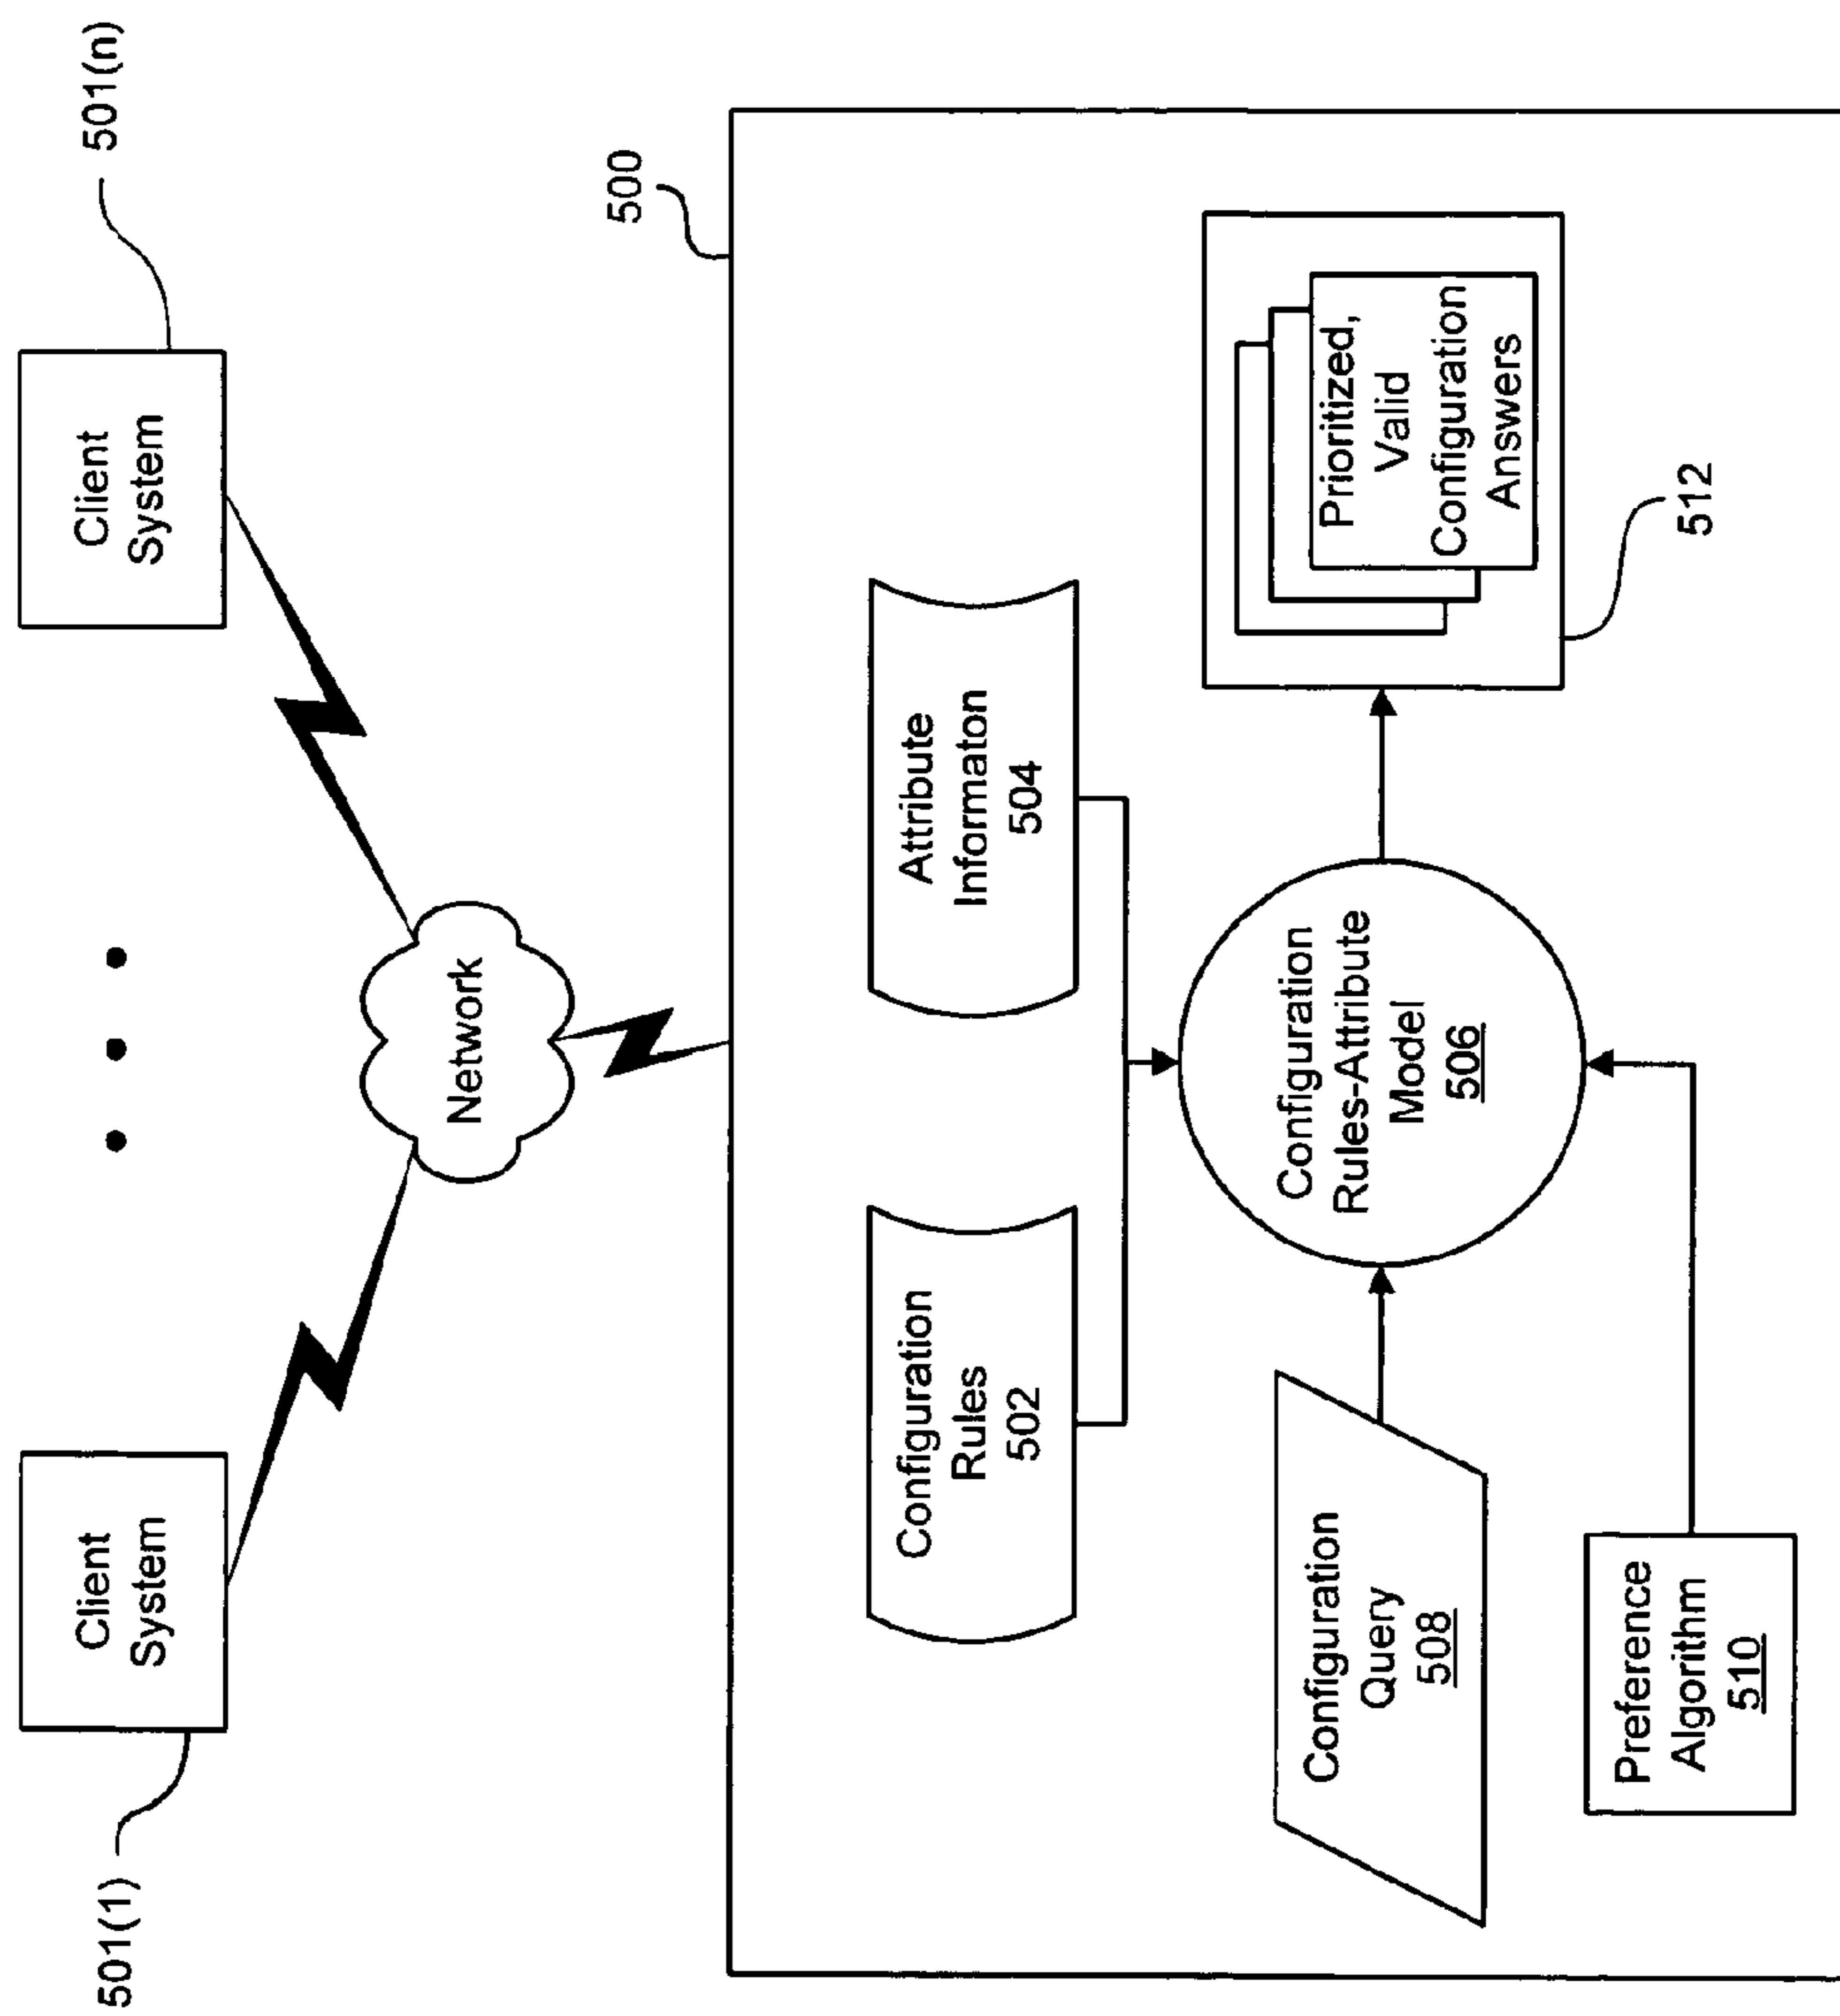 501(1)
Client
System
Client
System
501(n)
Network
500
Configuration
Rules
502
Attribute
Informaton
504
Configuration
Query
508
Configuration
Rules-Attribute
Model
506
Prioritized,
Valid
Configuration
Answers
512
Preference
Algorithm
510